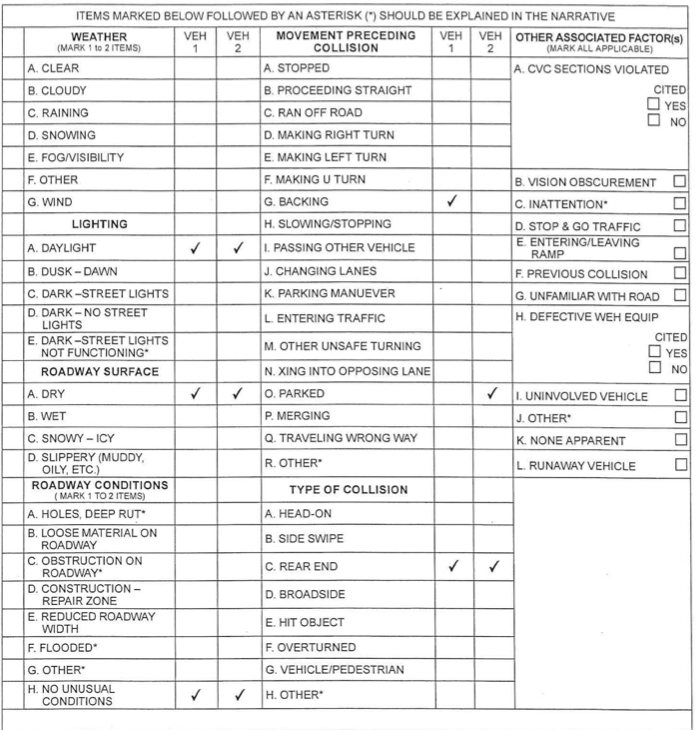 ITEMS MARKED BELOW FOLLOWED BY AN ASTERISK (*) SHOULD BE EXPLAINED IN THE NARRATIVE
WEATHER
(MARK 1 to 2 ITEMS)
VEH
1
VEH
2
A. CLEAR
B. CLOUDY
C. RAINING
D. SNOWING
E. FOG/VISIBILITY
F. OTHER
G. WIND
LIGHTING
A. DAYLIGHT ✓ ✓
B. DUSK – DAWN
C. DARK –STREET LIGHTS
D. DARK – NO STREET
LIGHTS
E. DARK –STREET LIGHTS
NOT FUNCTIONING*
ROADWAY SURFACE
A. DRY ✓ ✓
B. WET
C. SNOWY – ICY
D. SLIPPERY (MUDDY,
OILY, ETC.)
ROADWAY CONDITIONS
( MARK 1 TO 2 ITEMS)
A. HOLES, DEEP RUT*
B. LOOSE MATERIAL ON
ROADWAY
C. OBSTRUCTION ON
ROADWAY*
D. CONSTRUCTION –
REPAIR ZONE
E. REDUCED ROADWAY
WIDTH
F. FLOODED*
G. OTHER*
H. NO UNUSUAL
CONDITIONS ✓ ✓
MOVEMENT PRECEDING
COLLISION
VEH
1
VEH
2
A. STOPPED
B. PROCEEDING STRAIGHT
C. RAN OFF ROAD
D. MAKING RIGHT TURN
E. MAKING LEFT TURN
F. MAKING U TURN
G. BACKING ✓
H. SLOWING/STOPPING
I. PASSING OTHER VEHICLE
J. CHANGING LANES
K. PARKING MANUEVER
L. ENTERING TRAFFIC
M. OTHER UNSAFE TURNING
N. XING INTO OPPOSING LANE
O. PARKED ✓
P. MERGING
Q. TRAVELING WRONG WAY
R. OTHER*
TYPE OF COLLISION
A. HEAD-ON
B. SIDE SWIPE
C. REAR END ✓ ✓
D. BROADSIDE
E. HIT OBJECT
F. OVERTURNED
G. VEHICLE/PEDESTRIAN
H. OTHER*
OTHER ASSOCIATED FACTOR(s)
(MARK ALL APPLICABLE)
A. CVC SECTIONS VIOLATED
CITED
☐ YES
☐ NO
B. VISION OBSCUREMENT ☐
C. INATTENTION* ☐
D. STOP & GO TRAFFIC ☐
E. ENTERING/LEAVING
RAMP ☐
F. PREVIOUS COLLISION ☐
G. UNFAMILIAR WITH ROAD ☐
H. DEFECTIVE WEH EQUIP
CITED
☐ YES
☐ NO
I. UNINVOLVED VEHICLE ☐
J. OTHER* ☐
K. NONE APPARENT ☐
L. RUNAWAY VEHICLE ☐